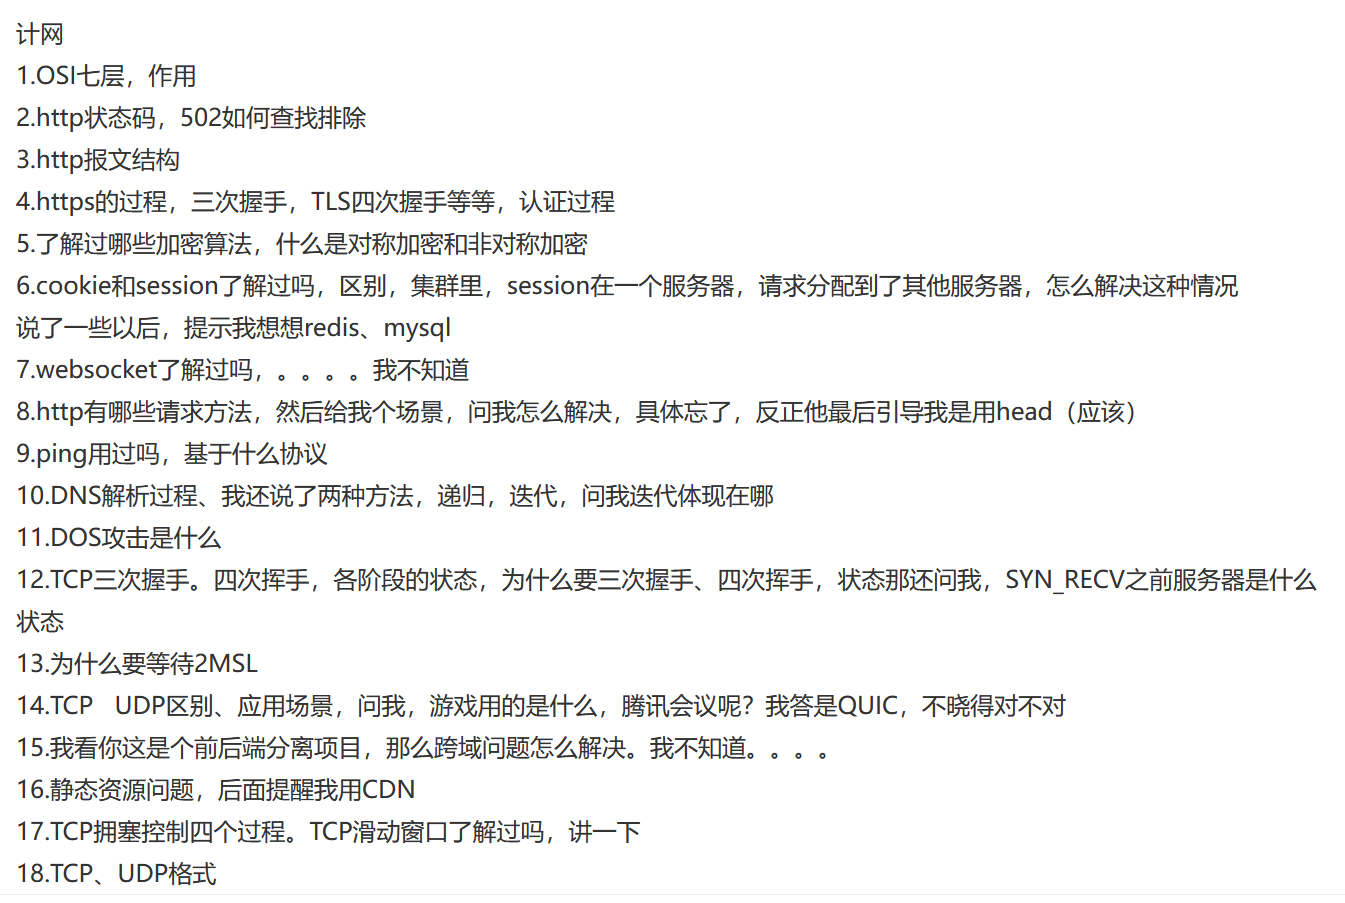 计网
1.OSI七层，作用
2.http状态码，502如何查找排除
3.http报文结构
4.https的过程，三次握手，TLS四次握手等等，认证过程
5.了解过哪些加密算法，什么是对称加密和非对称加密
6.cookie和session了解过吗，区别，集群里，session在一个服务器，请求分配到了其他服务器，怎么解决这种情况
说了一些以后，提示我想想redis、mysql
7.websocket了解过吗，。。。。我不知道
8.http有哪些请求方法，然后给我个场景，问我怎么解决，具体忘了，反正他最后引导我是用head（应该）
9.ping用过吗，基于什么协议
10.DNS解析过程、我还说了两种方法，递归，迭代，问我迭代体现在哪
11.DOS攻击是什么
12.TCP三次握手。四次挥手，各阶段的状态，为什么要三次握手、四次挥手，状态那还问我，SYN_RECV之前服务器是什么
状态
13.为什么要等待2MSL
14.TCP   UDP区别、应用场景，问我，游戏用的是什么，腾讯会议呢？我答是QUIC，不晓得对不对
15.我看你这是个前后端分离项目，那么跨域问题怎么解决。我不知道。。。。
16.静态资源问题，后面提醒我用CDN
17.TCP拥塞控制四个过程。TCP滑动窗口了解过吗，讲一下
18.TCP、UDP格式